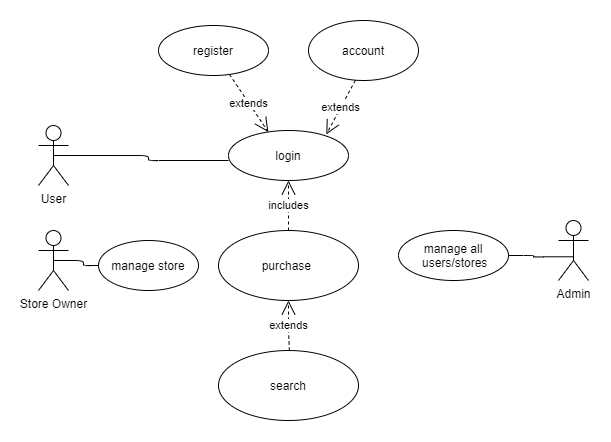 register
account
extends
extends
login
User
includes
manage store
purchase
manage all
users/stores
Store Owner
Admin
extends
search